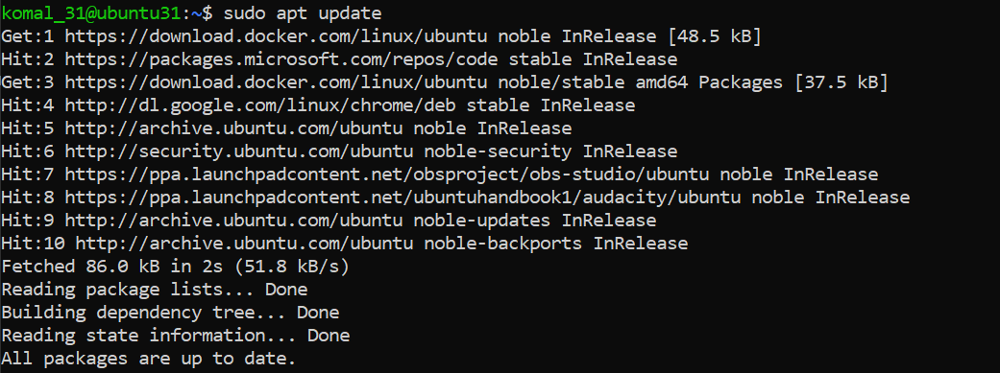 komal_31@ubuntu31:~$ sudo apt update
Get:1 https://download.docker.com/linux/ubuntu noble InRelease [48.5 kB]
Hit:2 https://packages.microsoft.com/repos/code stable InRelease
Get:3 https://download.docker.com/linux/ubuntu noble/stable amd64 Packages [37.5 kB]
Hit:4 http://dl.google.com/linux/chrome/deb stable InRelease
Hit:5 http://archive.ubuntu.com/ubuntu noble InRelease
Hit:6 http://security.ubuntu.com/ubuntu noble-security InRelease
Hit:7 https://ppa.launchpadcontent.net/obsproject/obs-studio/ubuntu noble InRelease
Hit:8 https://ppa.launchpadcontent.net/ubuntuhandbook1/audacity/ubuntu noble InRelease
Hit:9 http://archive.ubuntu.com/ubuntu noble-updates InRelease
Hit:10 http://archive.ubuntu.com/ubuntu noble-backports InRelease
Fetched 86.0 kB in 2s (51.8 kB/s)
Reading package lists... Done
Building dependency tree... Done
Reading state information... Done
All packages are up to date.